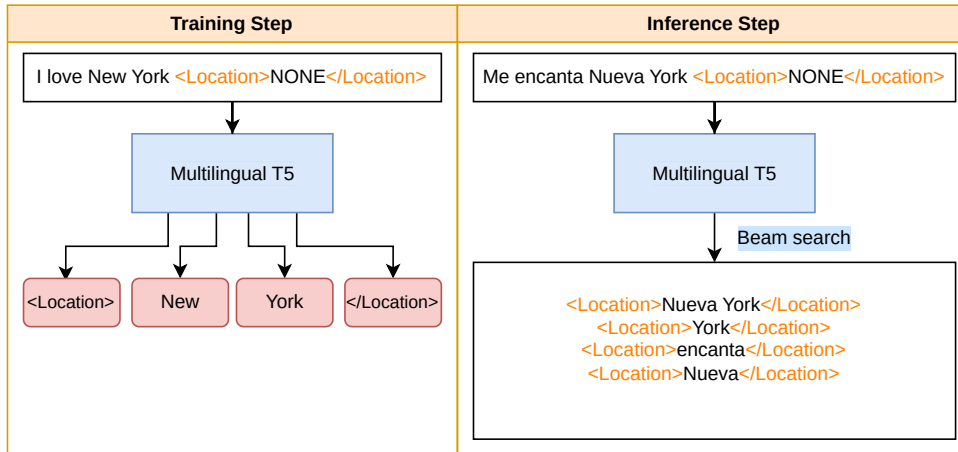 Training Step
I love New York <Location>NONE</Location>
Multilingual T5
<Location>
New
York
</Location>
Inference Step
Me encanta Nueva York <Location>NONE</Location>
Multilingual T5
Beam search
<Location>Nueva York</Location>
<Location>York</Location>
<Location>encanta</Location>
<Location>Nueva</Location>